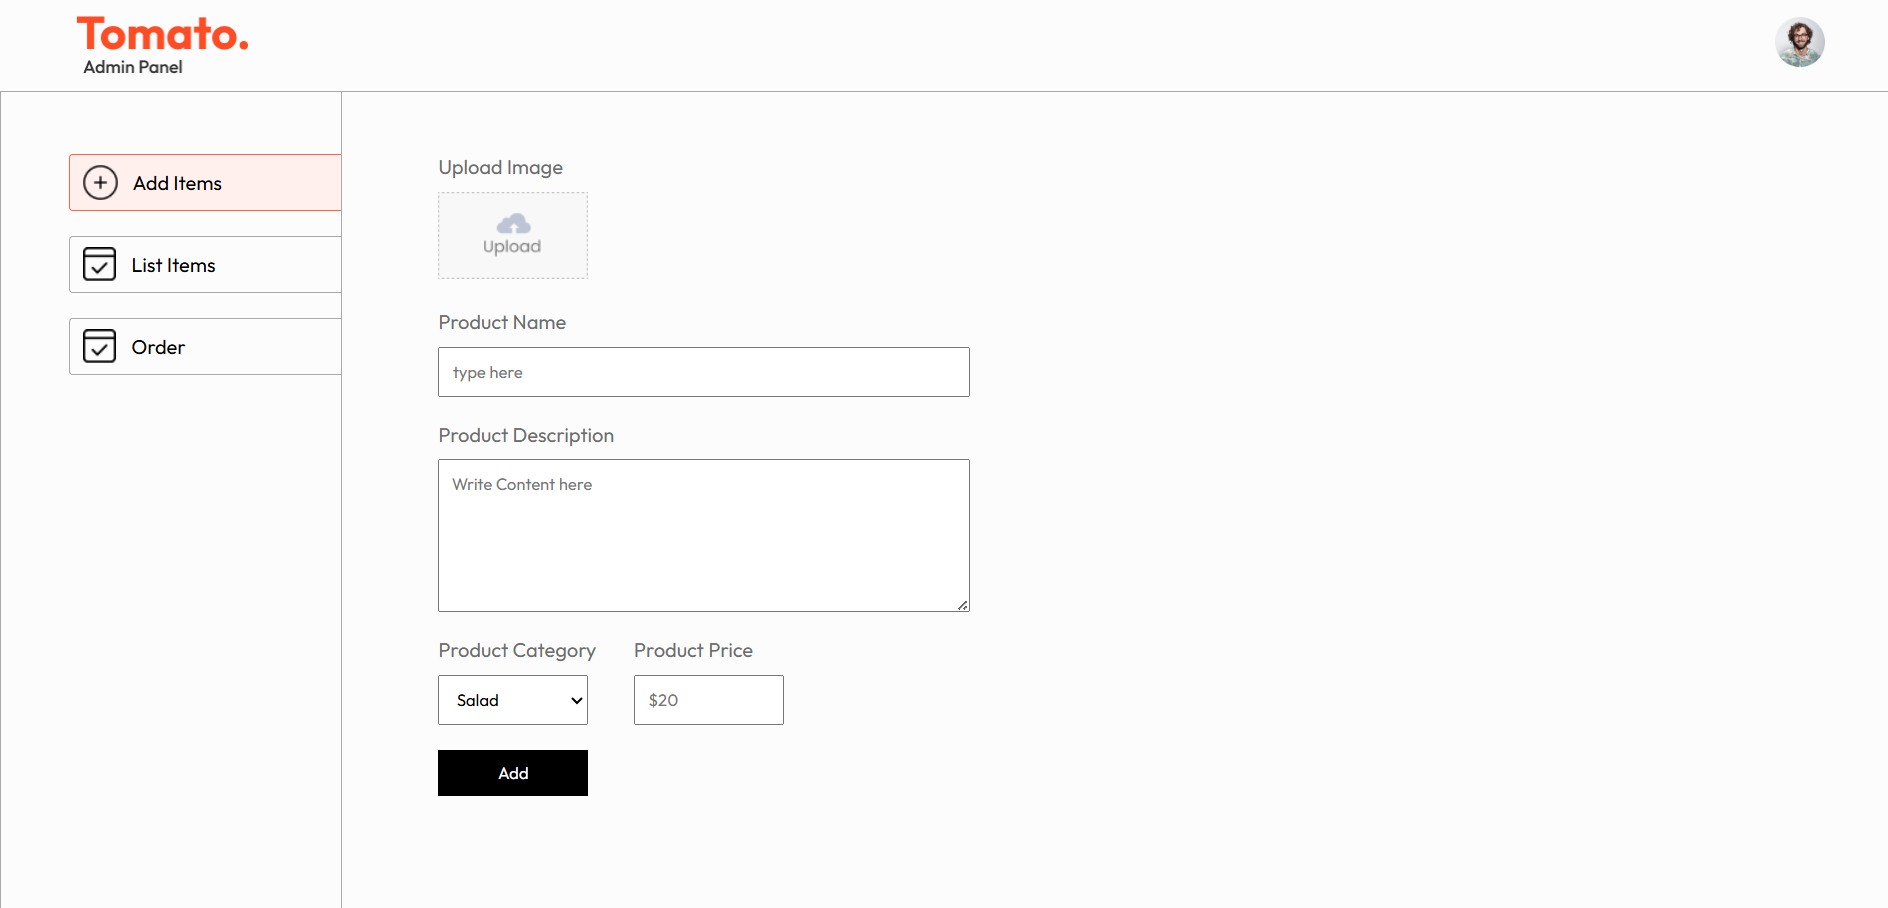 Tomato.
Admin Panel
Add Items
List Items
Order
Upload Image
Upload
Product Name
type here
Product Description
Write Content here
Product Category
Product Price
Salad
$20
Add